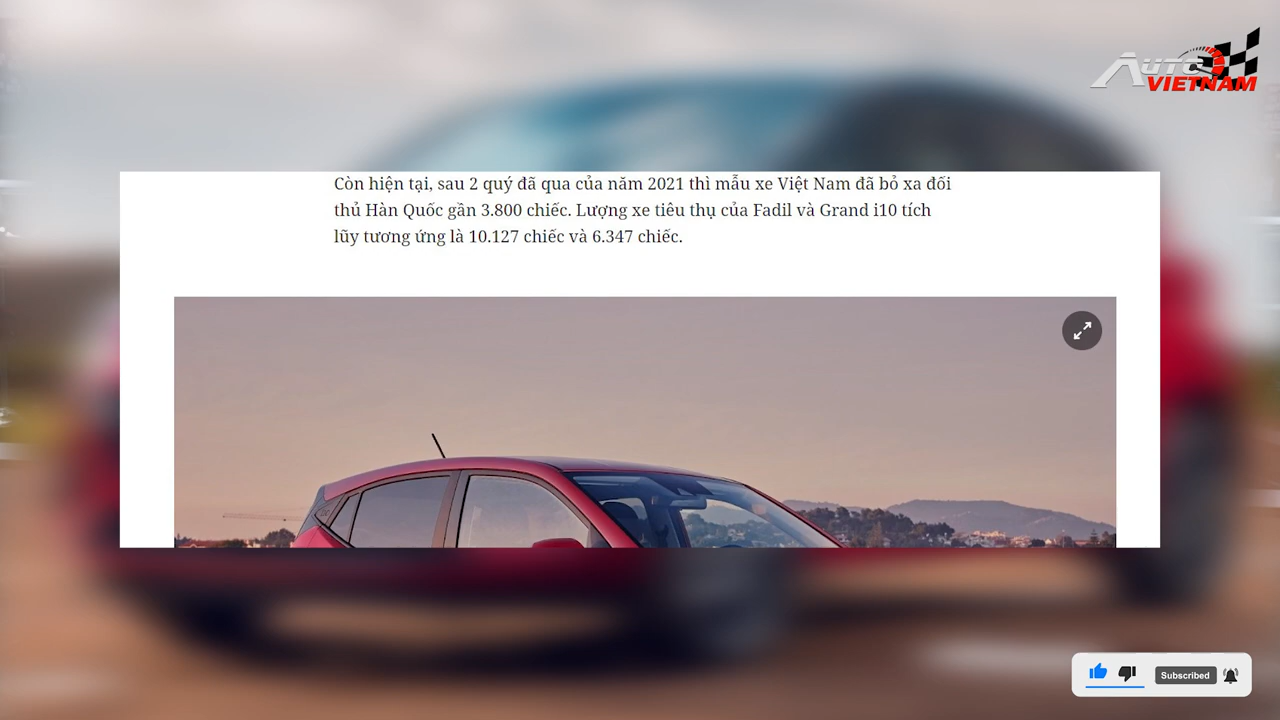 AUTO
VIETNAM
Còn hiện tại, sau 2 quý đã qua của năm 2021 thì mẫu xe Việt Nam đã bỏ xa đối
thủ Hàn Quốc gần 3.800 chiếc. Lượng xe tiêu thụ của Fadil và Grand i10 tích
lũy tương ứng là 10.127 chiếc và 6.347 chiếc.
Subscribed